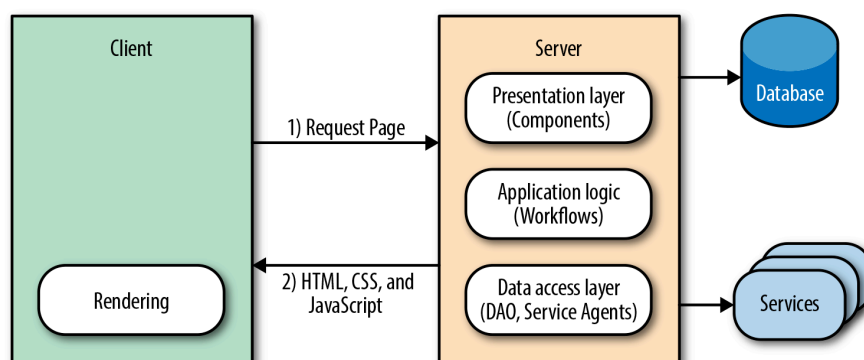 Client
Server
Presentation layer
(Components)
Database
1) Request Page
Application logic
(Workflows)
2) HTML, CSS, and
JavaScript
Rendering
Data access layer
(DAO, Service Agents)
Services